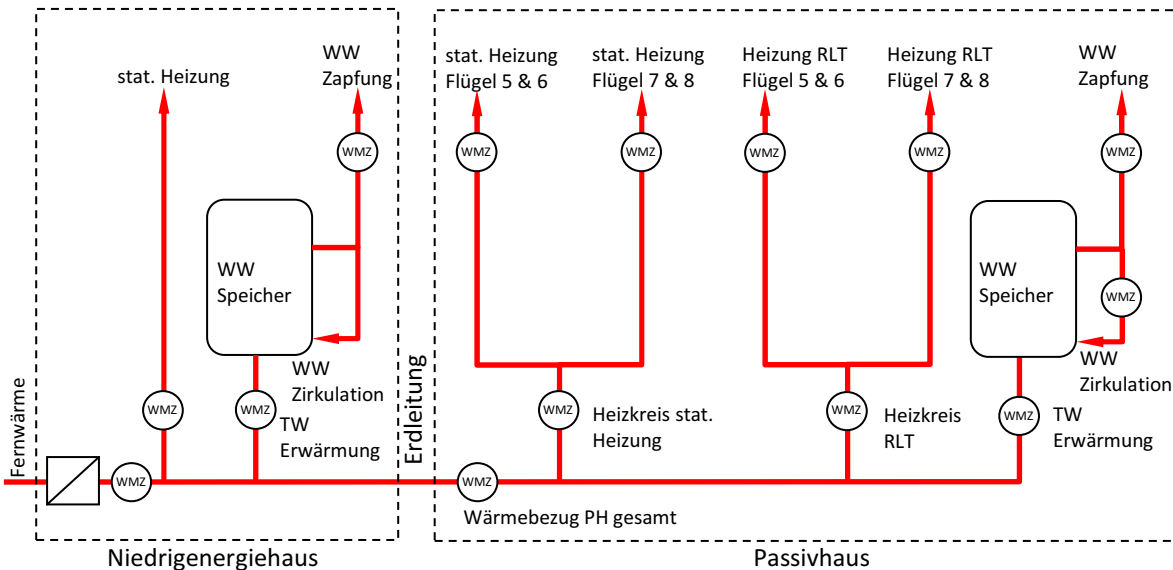 stat. Heizung
WW
Zapfung
WMZ
WW
Speicher
WW
Zirkulation
WMZ
WMZ
TW
Erwärmung
Fernwärme
WMZ
Niedrigenergiehaus
Erdleitung
stat. Heizung
Flügel 5 & 6
stat. Heizung
Flügel 7 & 8
Heizung RLT
Flügel 5 & 6
Heizung RLT
Flügel 7 & 8
WW
Zapfung
WMZ
WMZ
WMZ
WMZ
WMZ
WW
Speicher
WMZ
WW
Zirkulation
WMZ
Heizkreis stat.
Heizung
WMZ
Heizkreis
RLT
WMZ
TW
Erwärmung
WMZ
Wärmebezug PH gesamt
Passivhaus